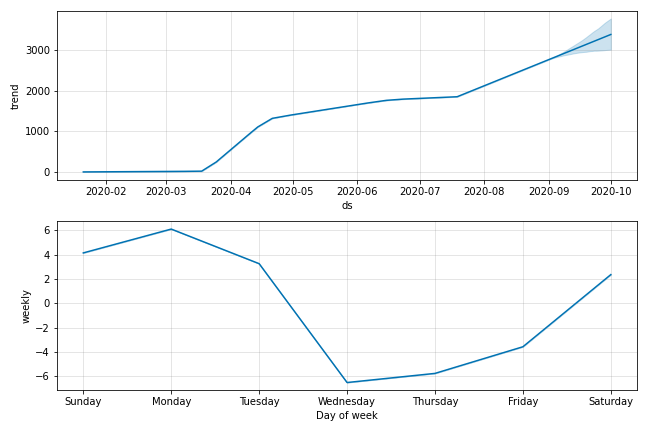 3000
2000
1000
0
trend
2020-02 2020-03 2020-04 2020-05 2020-06 2020-07 2020-08 2020-09 2020-10
ds
6
4
2
0
−2
−4
−6
weekly
Sunday Monday Tuesday Wednesday Thursday Friday Saturday
Day of week